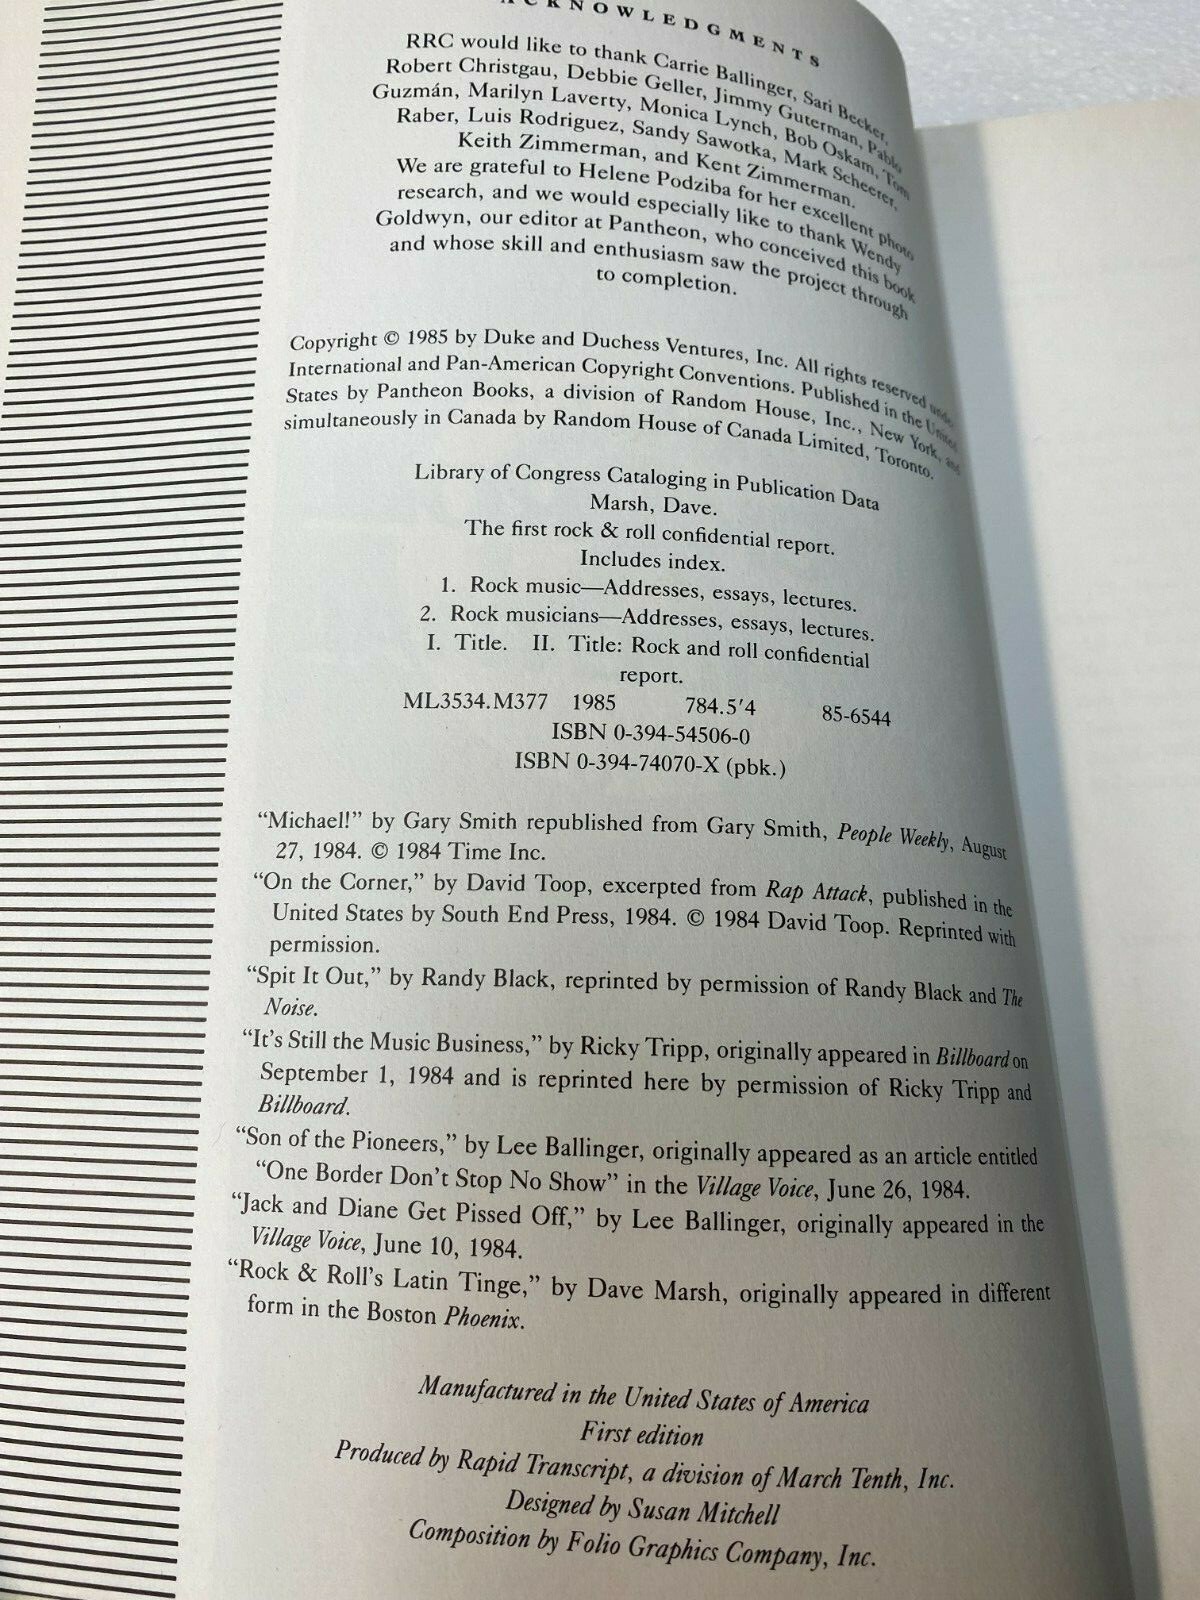 ACKNOWLEDGMENTS
RRC would like to thank Carrie Ballinger, Sari Becker,
Robert Christgau, Debbie Geller, Jimmy Guterman, Pablo
Guzmán, Marilyn Laverty, Monica Lynch, Bob Oskam, Tom
Raber, Luis Rodriguez, Sandy Sawotka, Mark Scheerer,
Keith Zimmerman, and Kent Zimmerman.
We are grateful to Helene Podziba for her excellent photo
research, and we would especially like to thank Wendy
Goldwyn, our editor at Pantheon, who conceived this book
and whose skill and enthusiasm saw the project through
to completion.
Copyright © 1985 by Duke and Duchess Ventures, Inc. All rights reserved under
International and Pan-American Copyright Conventions. Published in the United
States by Pantheon Books, a division of Random House, Inc., New York, and
simultaneously in Canada by Random House of Canada Limited, Toronto.
Library of Congress Cataloging in Publication Data
Marsh, Dave.
The first rock & roll confidential report.
Includes index.
1. Rock music—Addresses, essays, lectures.
2. Rock musicians—Addresses, essays, lectures.
I. Title. II. Title: Rock and roll confidential
report.
ML3534.M377 1985 784.5′4 85-6544
ISBN 0-394-54506-0
ISBN 0-394-74070-X (pbk.)
“Michael!” by Gary Smith republished from Gary Smith, People Weekly, August
27, 1984. © 1984 Time Inc.
“On the Corner,” by David Toop, excerpted from Rap Attack, published in the
United States by South End Press, 1984. © 1984 David Toop. Reprinted with
permission.
“Spit It Out,” by Randy Black, reprinted by permission of Randy Black and The
Noise.
“It’s Still the Music Business,” by Ricky Tripp, originally appeared in Billboard on
September 1, 1984 and is reprinted here by permission of Ricky Tripp and
Billboard.
“Son of the Pioneers,” by Lee Ballinger, originally appeared as an article entitled
“One Border Don’t Stop No Show” in the Village Voice, June 26, 1984.
“Jack and Diane Get Pissed Off,” by Lee Ballinger, originally appeared in the
Village Voice, June 10, 1984.
“Rock & Roll’s Latin Tinge,” by Dave Marsh, originally appeared in different
form in the Boston Phoenix.
Manufactured in the United States of America
First edition
Produced by Rapid Transcript, a division of March Tenth, Inc.
Designed by Susan Mitchell
Composition by Folio Graphics Company, Inc.